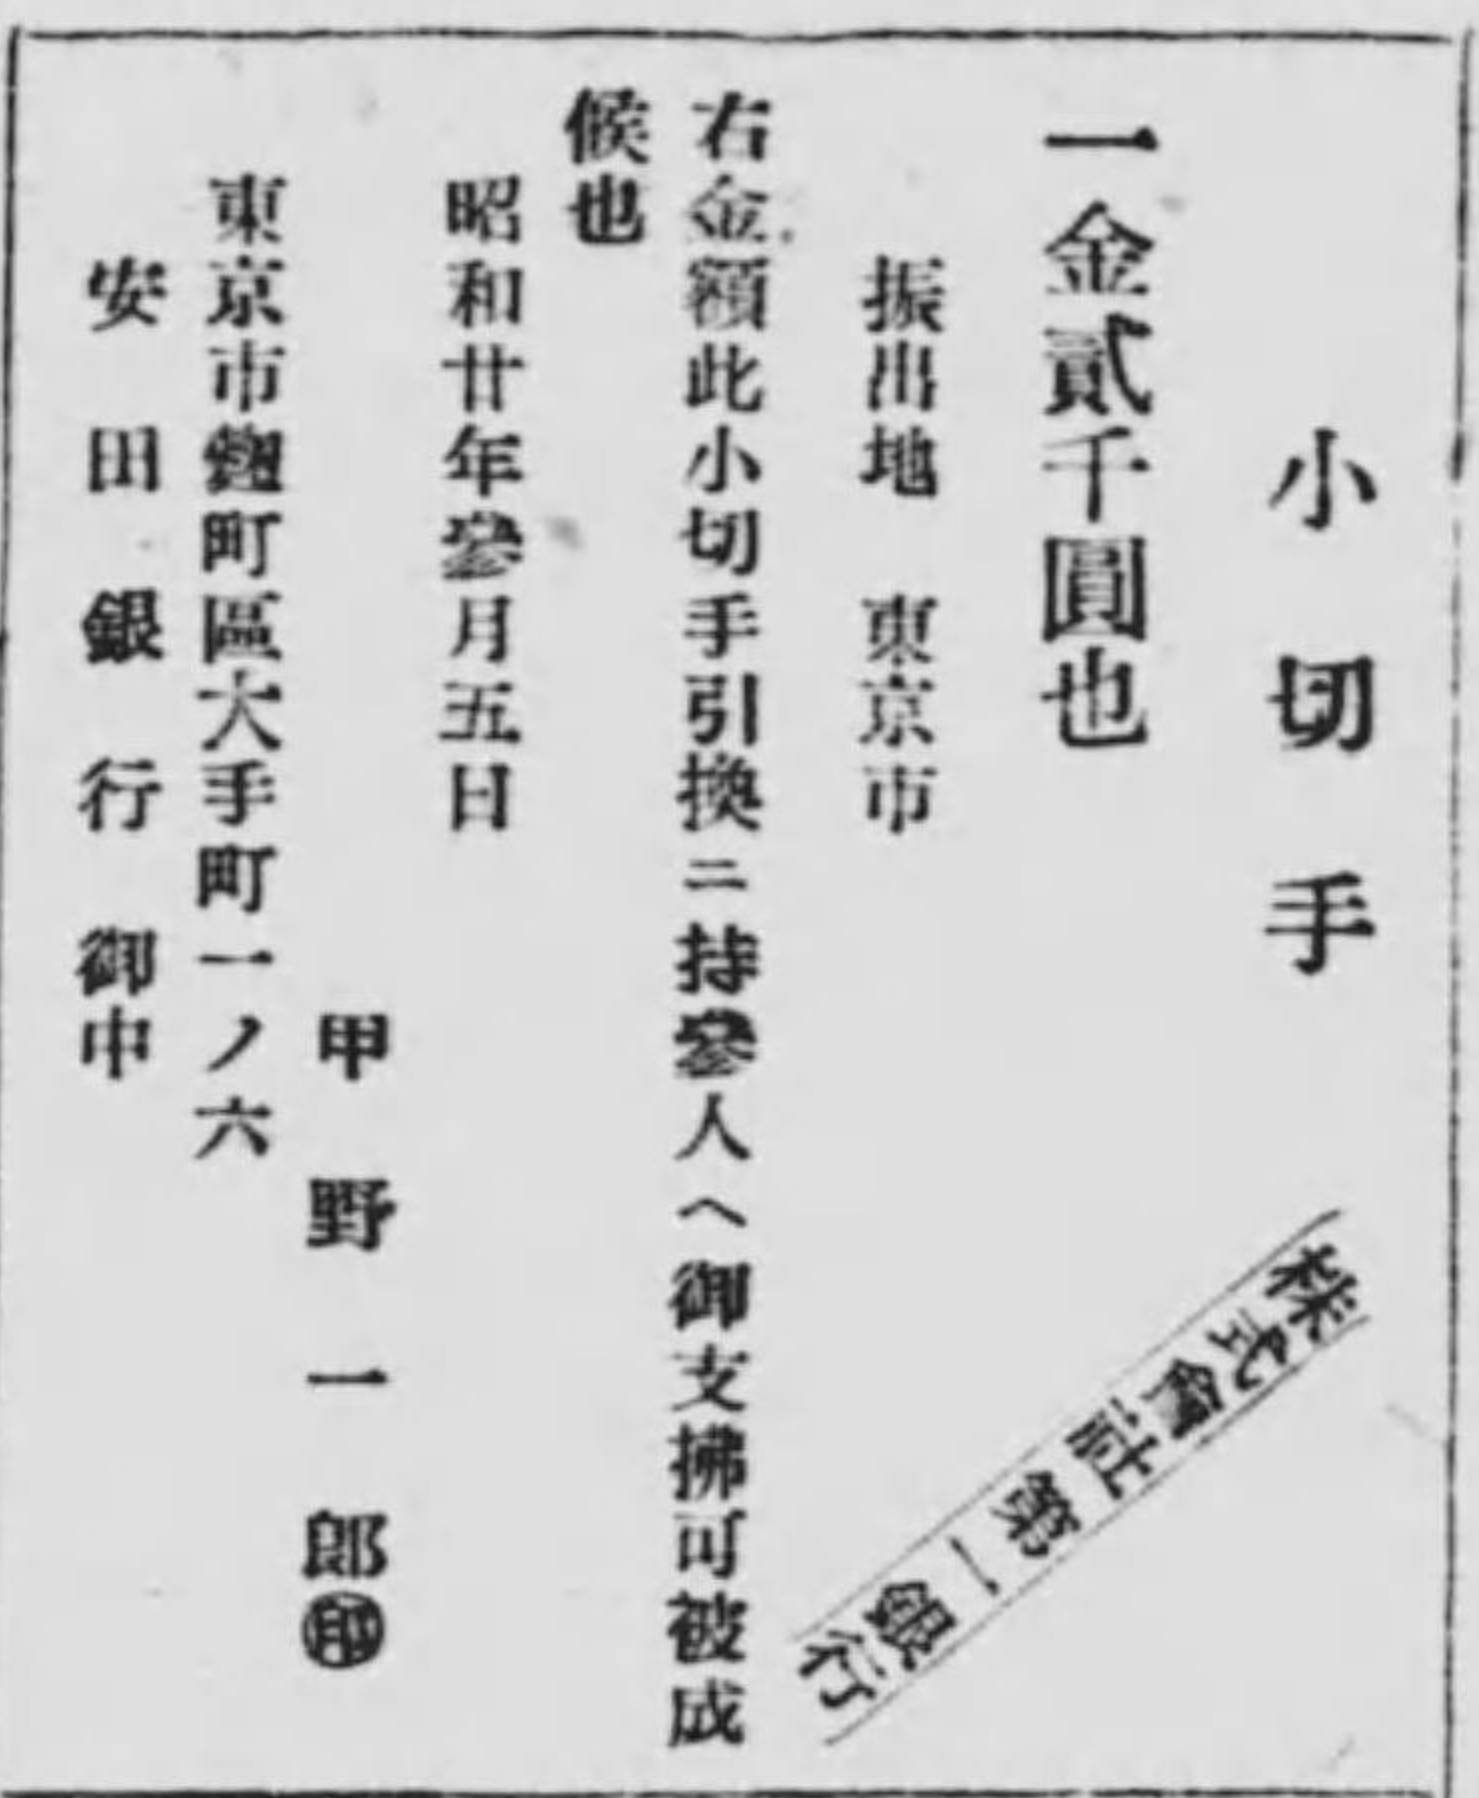 小切手
一金貳千圓也
振出地　東京市
右金額此小切手引換ニ持參人へ御支拂可被成
候也
昭和廿年參月五日
甲野一郎㊞
東京市麴町區大手町一ノ六
安田銀行御中
株式會社第一銀行